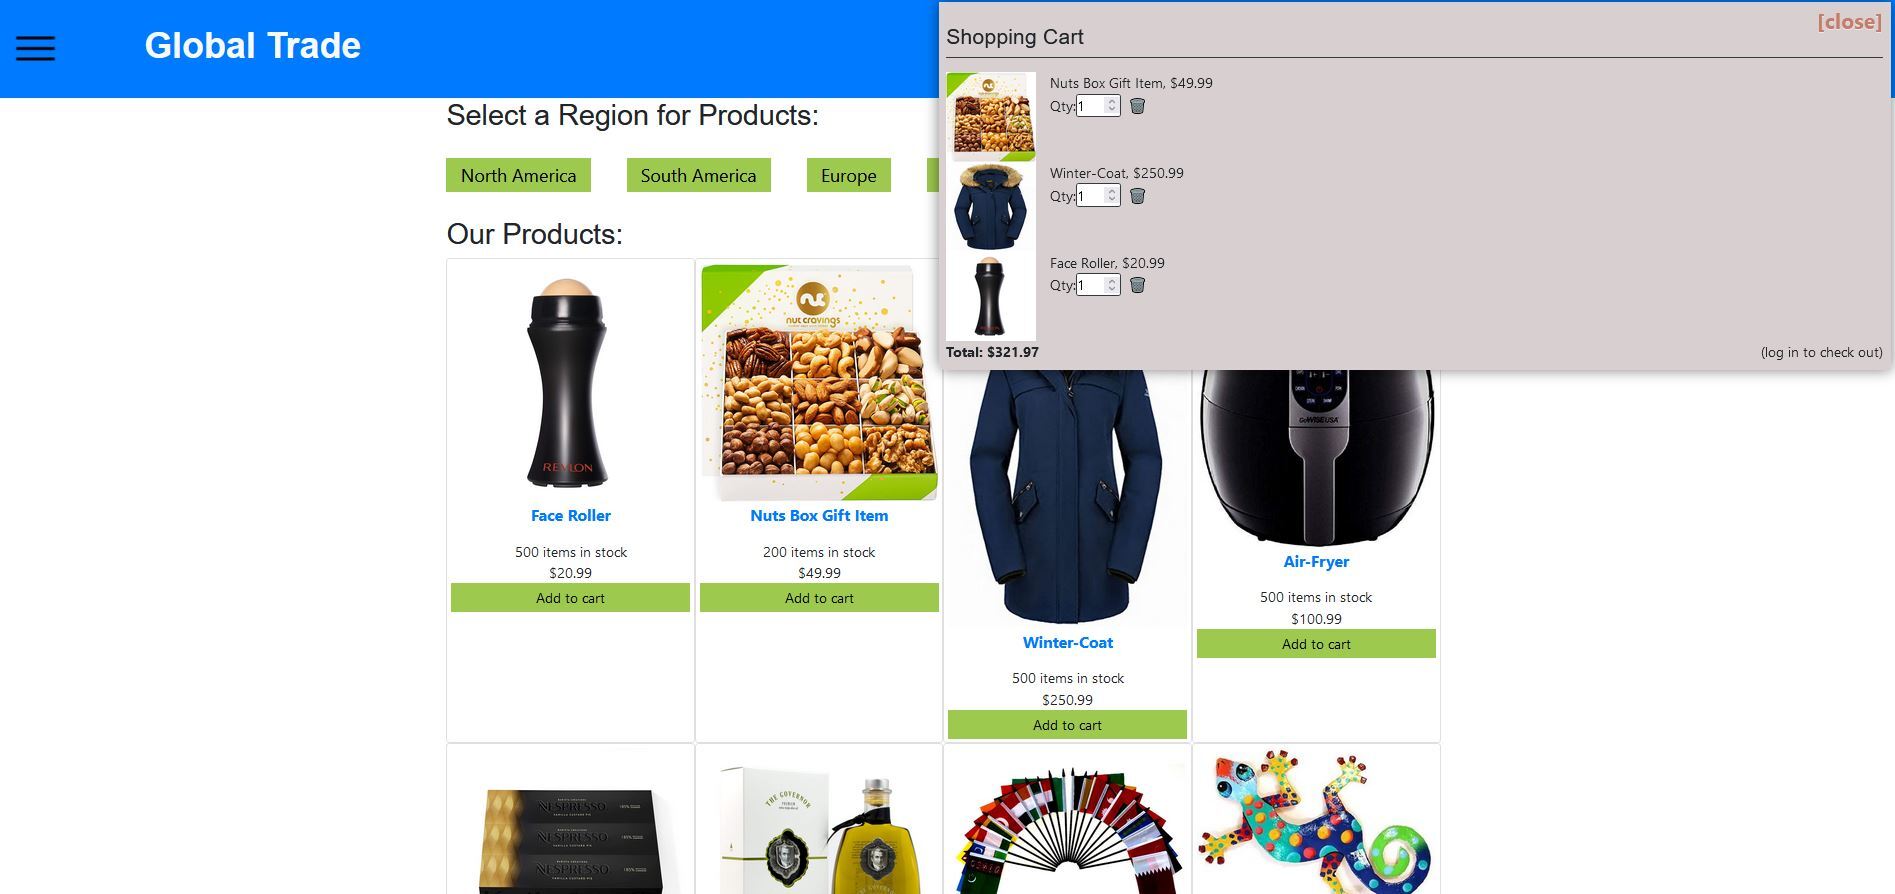 Global Trade
[close]
Shopping Cart
Nuts Box Gift Item, $49.99
Qty: 1
Winter-Coat, $250.99
Qty: 1
Face Roller, $20.99
Qty: 1
Total: $321.97
(log in to check out)
Select a Region for Products:
North America
South America
Europe
Our Products:
REVLON
Face Roller
500 items in stock
$20.99
Add to cart
nut cravings
Nuts Box Gift Item
200 items in stock
$49.99
Add to cart
Winter-Coat
500 items in stock
$250.99
Add to cart
GoWISE USA
Air-Fryer
500 items in stock
$100.99
Add to cart
NESPRESSO
NESPRESSO
NESPRESSO
THE GOVERNOR
PREMIUM